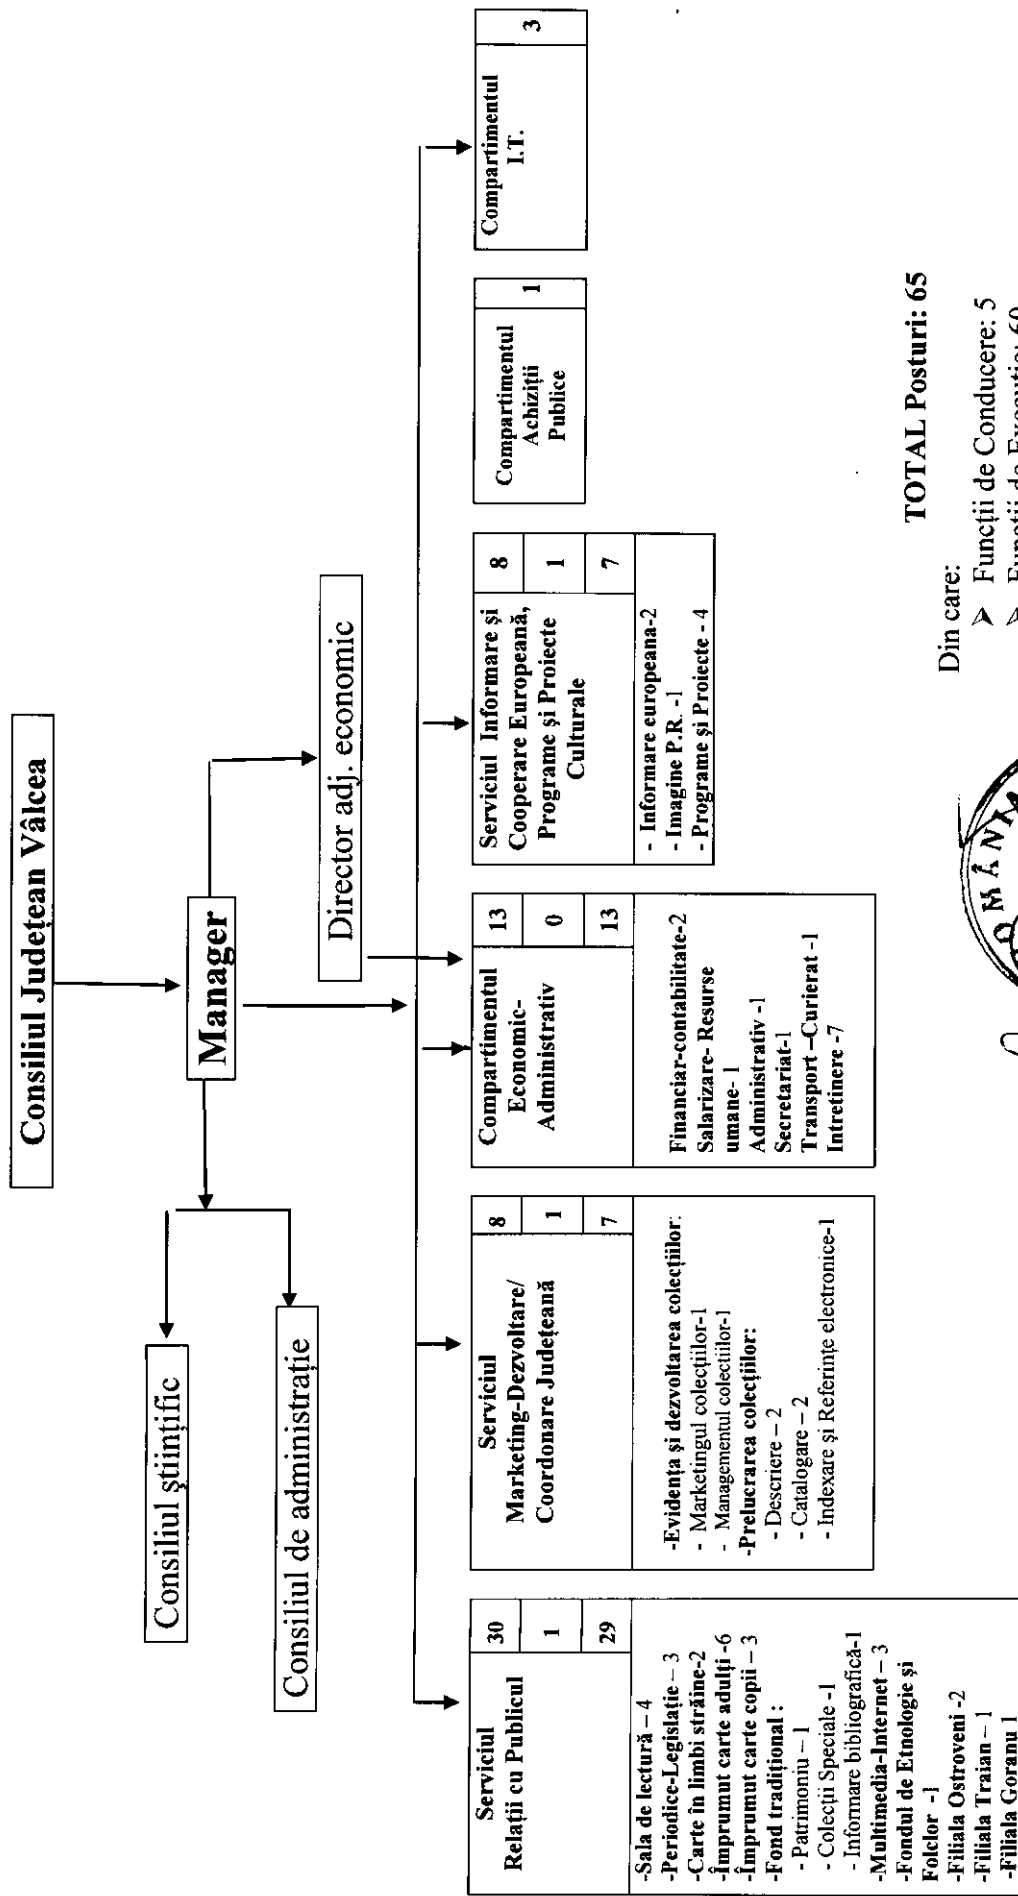 Consiliul Județean Vâlcea
Manager
Consiliul științific
Consiliul de administrație
Director adj. economic
Serviciul
Relații cu Publicul
30
1
29
-Sala de lectură – 4
-Periodice-Legislație – 3
-Carte în limbi străine-2
-Împrumut carte adulți -6
-Împrumut carte copii – 3
-Fond tradițional :
- Patrimoniu – 1
- Colecții Speciale -1
- Informare bibliografică-1
-Multimedia-Internet – 3
-Fondul de Etnologie și
Folclor -1
-Filiala Ostroveni -2
-Filiala Traian – 1
-Filiala Goranu 1
Serviciul
Marketing-Dezvoltare/
Coordonare Județeană
8
1
7
-Evidența și dezvoltarea colecțiilor:
- Marketingul colecțiilor-1
- Managementul colectiilor-1
-Prelucrarea colecțiilor:
- Descriere – 2
- Catalogare – 2
- Indexare și Referințe electronice-1
Compartimentul
Economic-
Administrativ
13
0
13
Financiar-contabilitate-2
Salarizare- Resurse
umane- 1
Administrativ -1
Secretariat-1
Transport –Curierat -1
Intretinere -7
Serviciul Informare și
Cooperare Europeană,
Programe și Proiecte
Culturale
8
1
7
- Informare europeana-2
- Imagine P.R. -1
- Programe și Proiecte - 4
Compartimentul
Achiziții
Publice
1
Compartimentul
I.T.
3
TOTAL Posturi: 65
Din care:
➢ Funcții de Conducere: 5
➢ Funcții de Execuție: 60